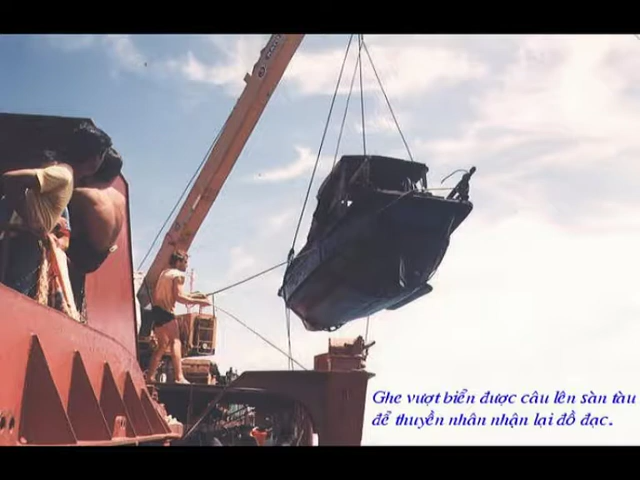 Ghe vượt biển được câu lên sàn tàu
để thuyền nhân nhận lại đồ đạc.